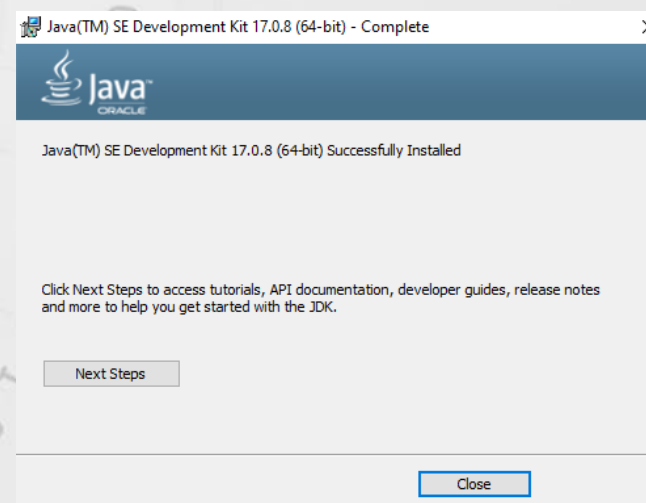 Java(TM) SE Development Kit 17.0.8 (64-bit) - Complete
Java™
ORACLE
Java(TM) SE Development Kit 17.0.8 (64-bit) Successfully Installed
Click Next Steps to access tutorials, API documentation, developer guides, release notes
and more to help you get started with the JDK.
Next Steps
Close